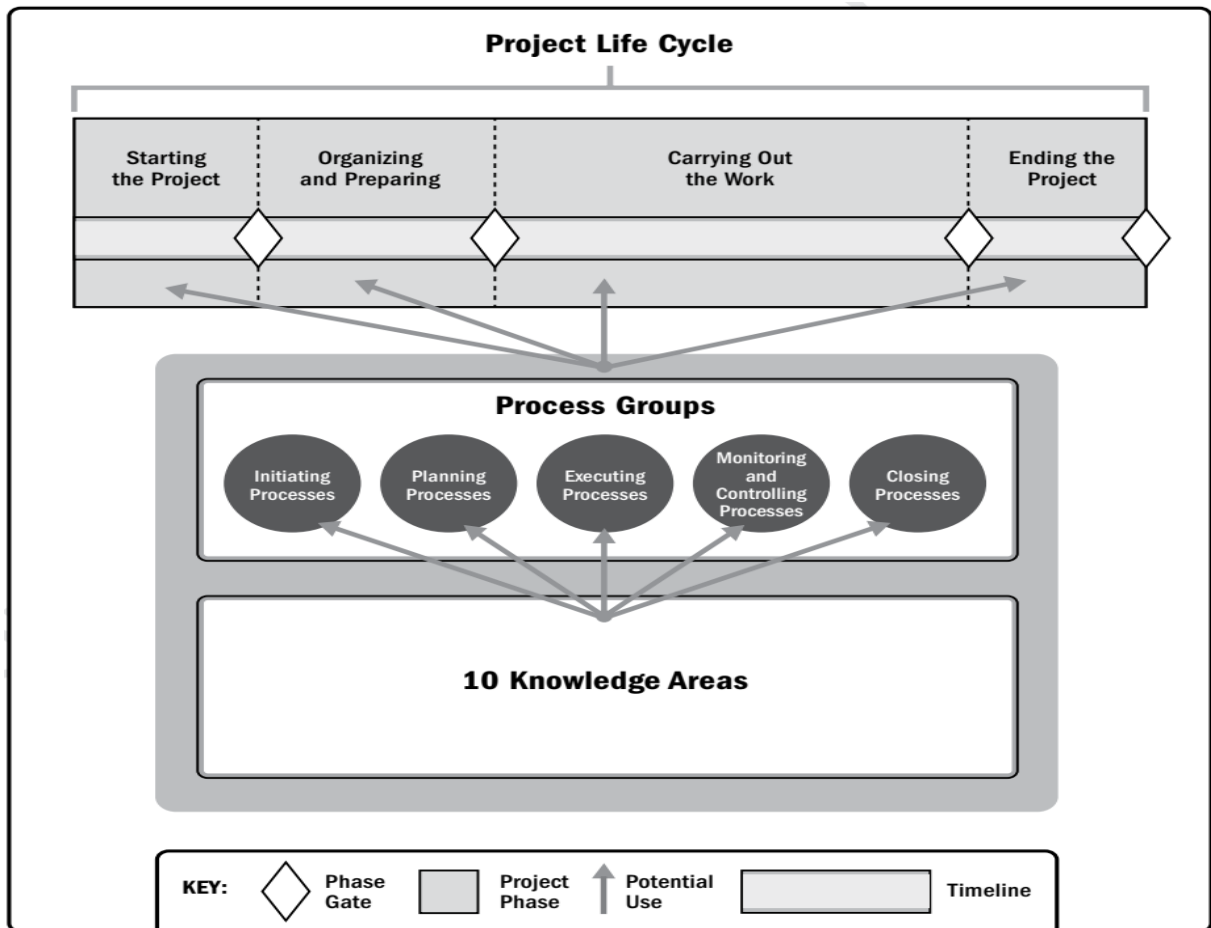 Project Life Cycle
Starting
the Project
Organizing
and Preparing
Carrying Out
the Work
Ending the
Project
Process Groups
Initiating
Processes
Planning
Processes
Executing
Processes
Monitoring
and
Controlling
Processes
Closing
Processes
10 Knowledge Areas
KEY:
Phase
Gate
Project
Phase
Potential
Use
Timeline